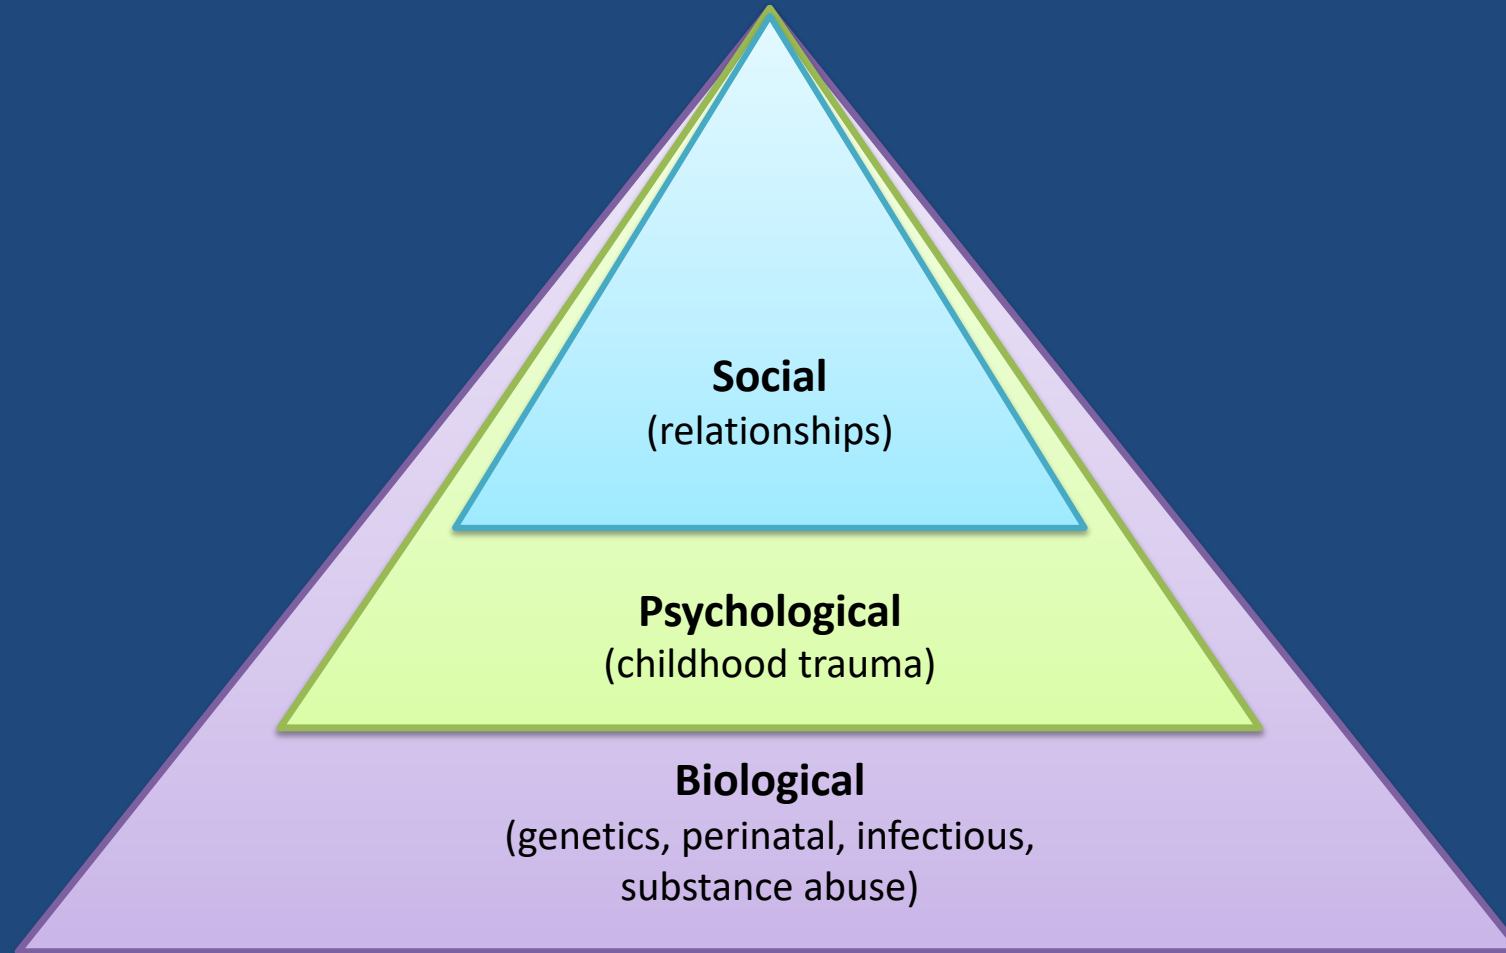 Social
(relationships)
Psychological
(childhood trauma)
Biological
(genetics, perinatal, infectious,
substance abuse)